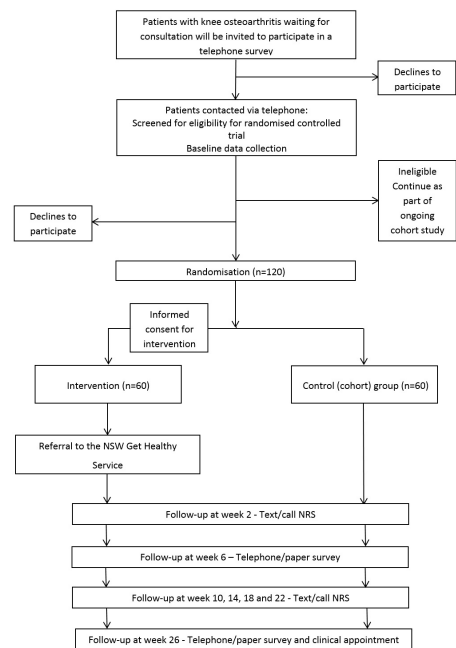 Patients with knee osteoarthritis waiting for
consultation will be invited to participate in a
telephone survey
Declines to
participate
Patients contacted via telephone:
Screened for eligibility for randomised controlled
trial
Baseline data collection
Ineligible
Continue as
part of
ongoing
cohort study
Declines to
participate
Randomisation (n=120)
Informed
consent for
intervention
Intervention (n=60)
Control (cohort) group (n=60)
Referral to the NSW Get Healthy
Service
Follow-up at week 2 - Text/call NRS
Follow-up at week 6 – Telephone/paper survey
Follow-up at week 10, 14, 18 and 22 - Text/call NRS
Follow-up at week 26 - Telephone/paper survey and clinical appointment